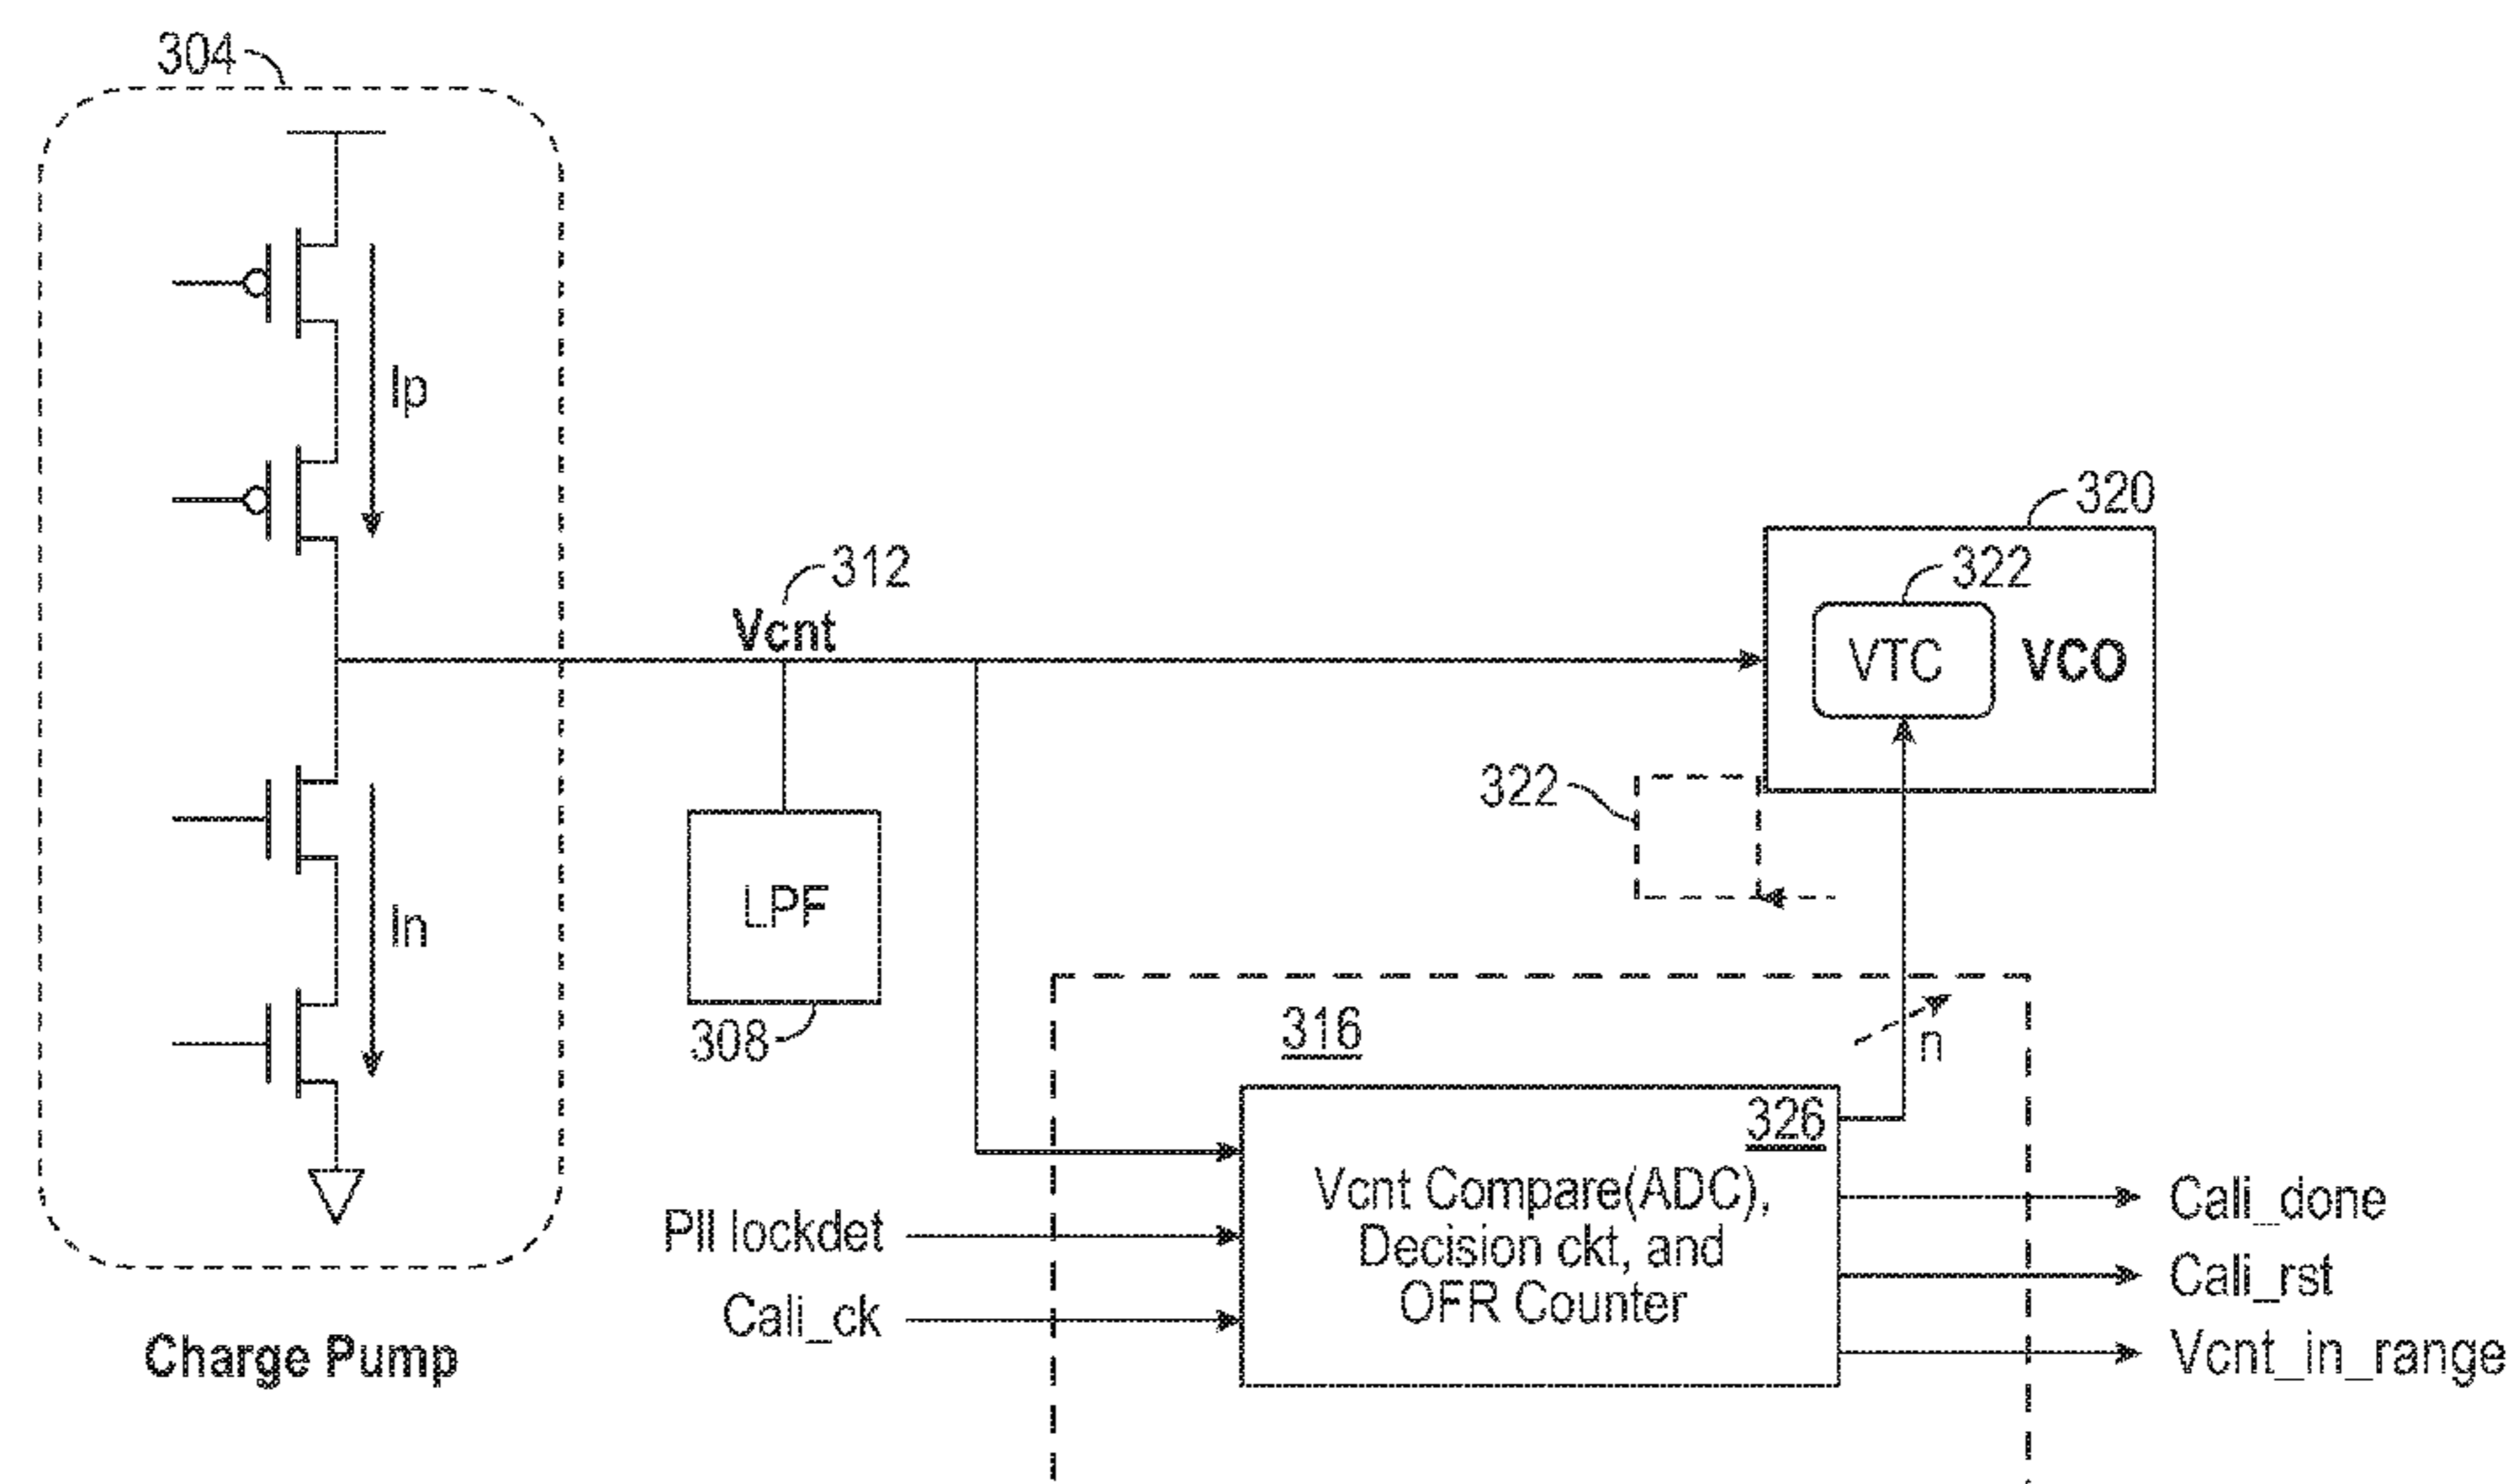 304
Ip
In
Charge Pump
312
Vcnt
LPF
308
320
322
VTC
VCO
322
316
n
326
Vcnt Compare(ADC),
Decision ckt, and
OFR Counter
Pll lockdet
Cali_ck
Cali_done
Cali_rst
Vcnt_in_range